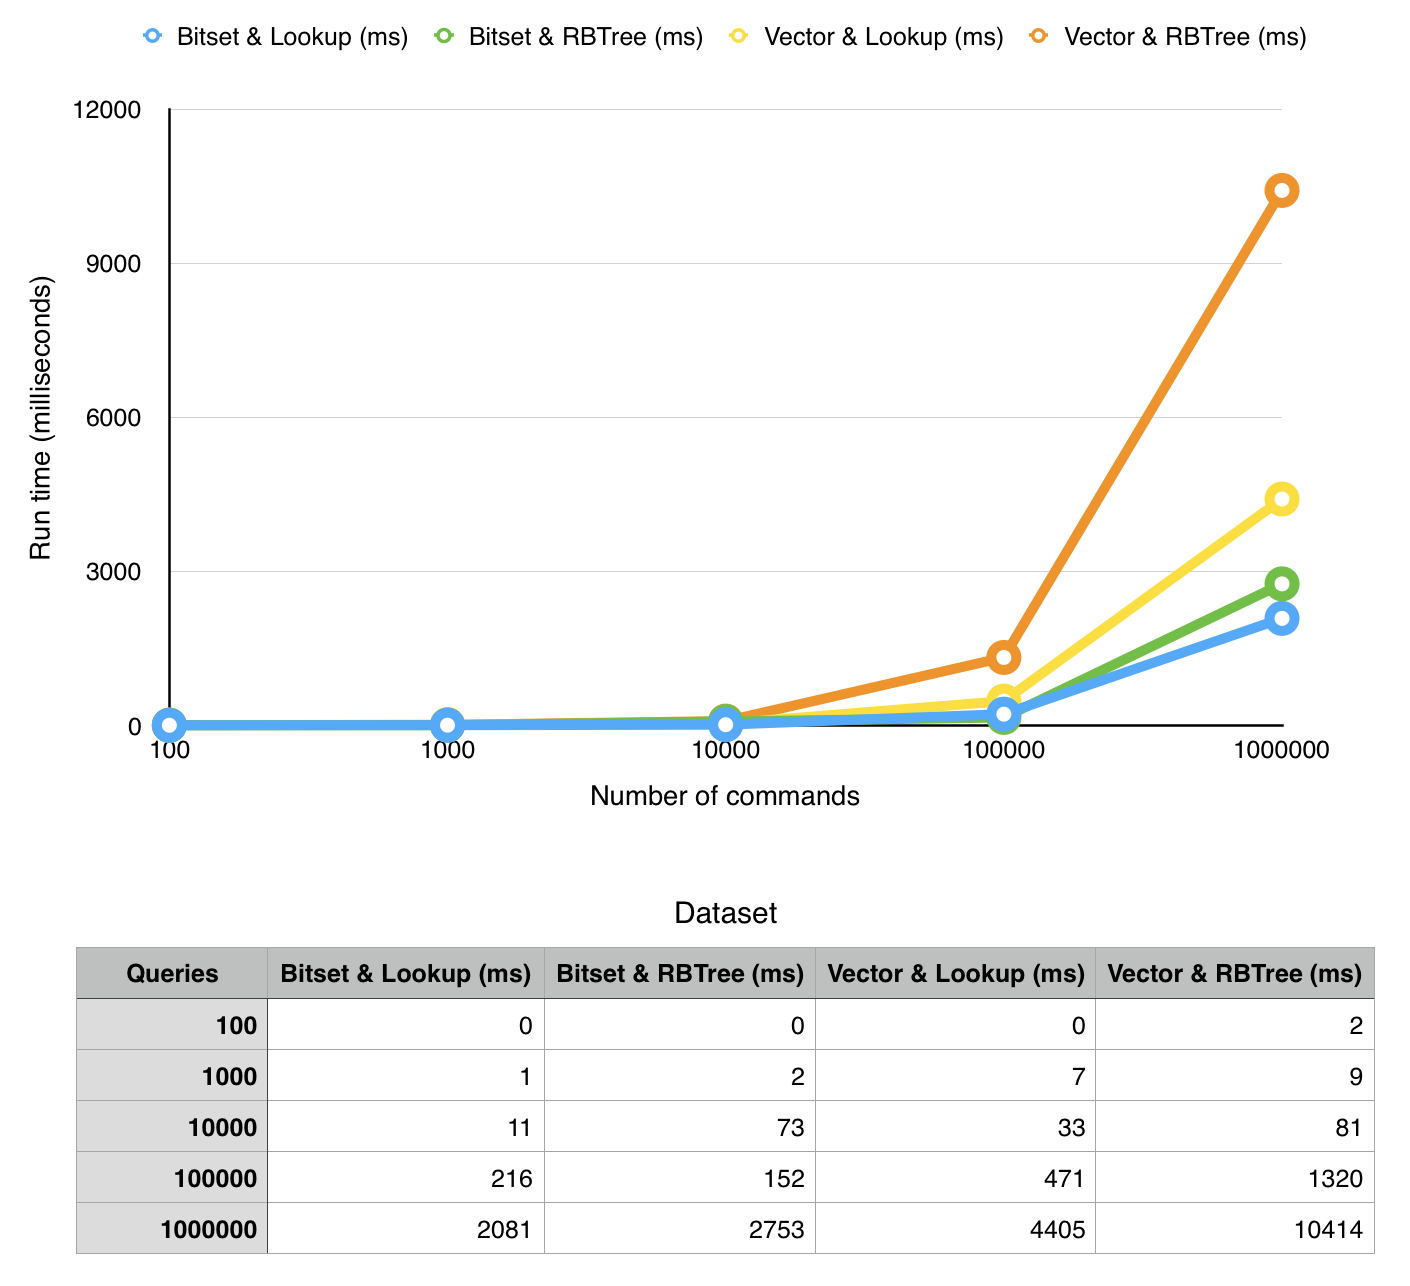 Bitset & Lookup (ms) Bitset & RBTree (ms) Vector & Lookup (ms) Vector & RBTree (ms)
12000
9000
6000
3000
0
Run time (milliseconds)
100 1000 10000 100000 1000000
Number of commands
Dataset
Queries Bitset & Lookup (ms) Bitset & RBTree (ms) Vector & Lookup (ms) Vector & RBTree (ms)
100 0 0 0 2
1000 1 2 7 9
10000 11 73 33 81
100000 216 152 471 1320
1000000 2081 2753 4405 10414